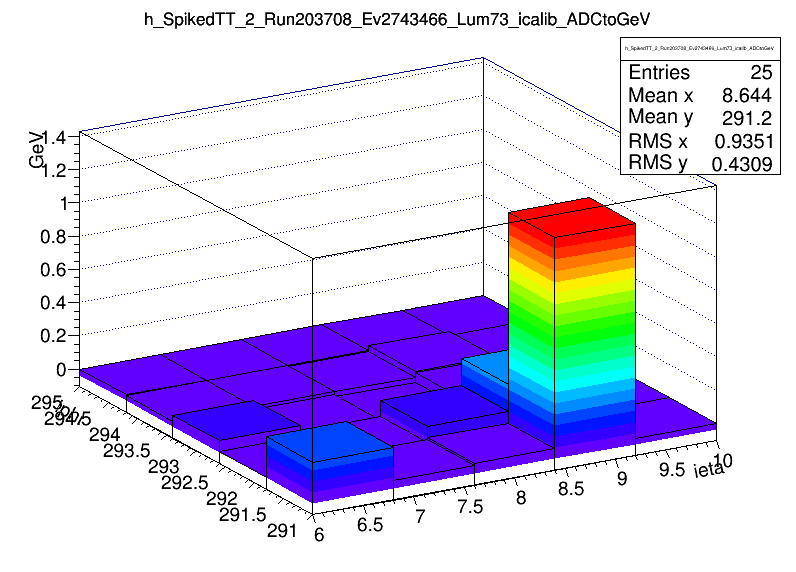 h_SpikedTT_2_Run203708_Ev2743466_Lum73_icalib_ADCtoGeV
h_SpikedTT_2_Run203708_Ev2743466_Lum73_icalib_ADCtoGeV
Entries 25
Mean x 8.644
Mean y 291.2
RMS x 0.9351
RMS y 0.4309
GeV
1.4
1.2
1
0.8
0.6
0.4
0.2
0
295
294.5
294
293.5
293
292.5
292
291.5
291
6
6.5
7
7.5
8
8.5
9
9.5
10
ieta